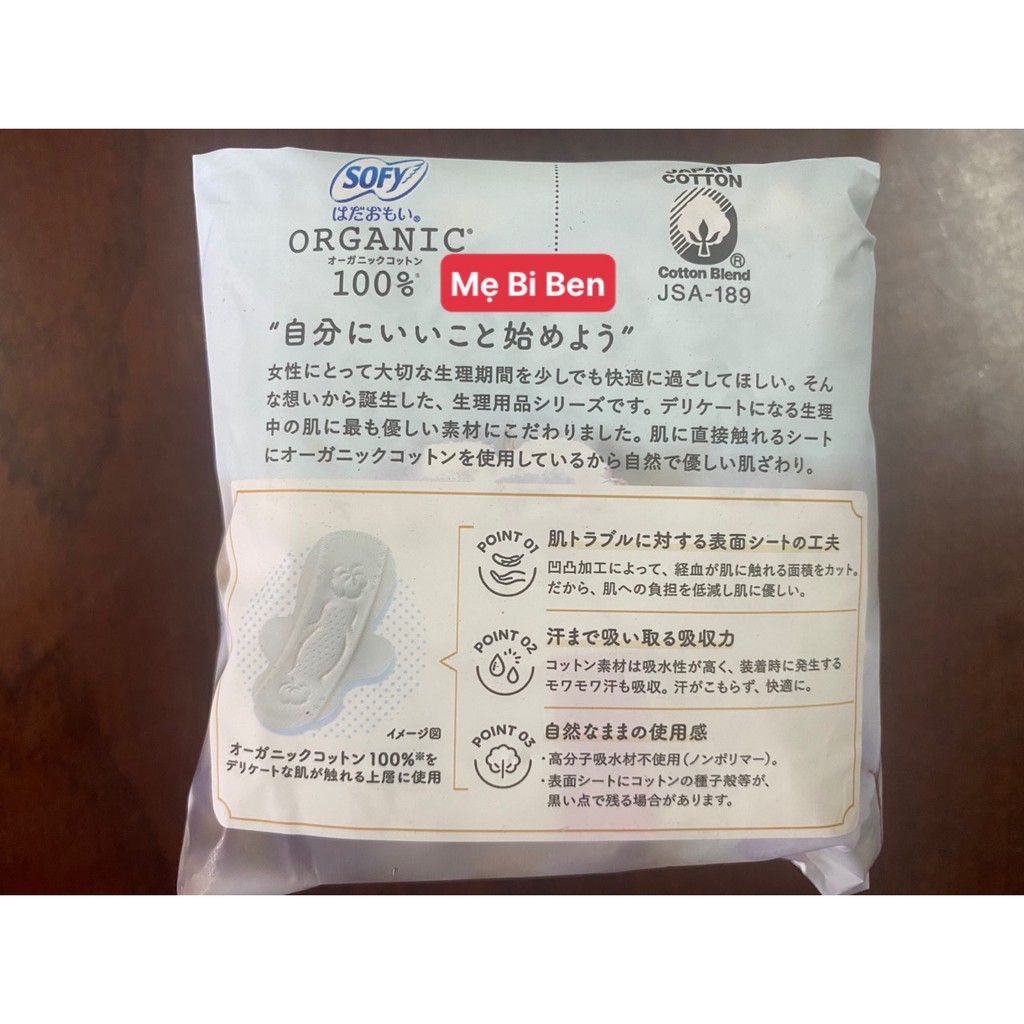 SOFY
はだおもい®
ORGANIC®
オーガニックコットン
100%※
JAPAN
COTTON
®
Cotton Blend
JSA-189
Mẹ Bi Ben
"自分にいいこと始めよう"
女性にとって大切な生理期間を少しでも快適に過ごしてほしい。そん
な想いから誕生した、生理用品シリーズです。デリケートになる生理
中の肌に最も優しい素材にこだわりました。肌に直接触れるシート
にオーガニックコットンを使用しているから自然で優しい肌ざわり。
イメージ図
オーガニックコットン100%※を
デリケートな肌が触れる上層に使用
POINT 01
肌トラブルに対する表面シートの工夫
凹凸加工によって、経血が肌に触れる面積をカット。
だから、肌への負担を低減し肌に優しい。
POINT 02
汗まで吸い取る吸収力
コットン素材は吸水性が高く、装着時に発生する
モワモワ汗も吸収。汗がこもらず、快適に。
POINT 03
自然なままの使用感
・高分子吸水材不使用(ノンポリマー)。
・表面シートにコットンの種子殻等が、
黒い点で残る場合があります。